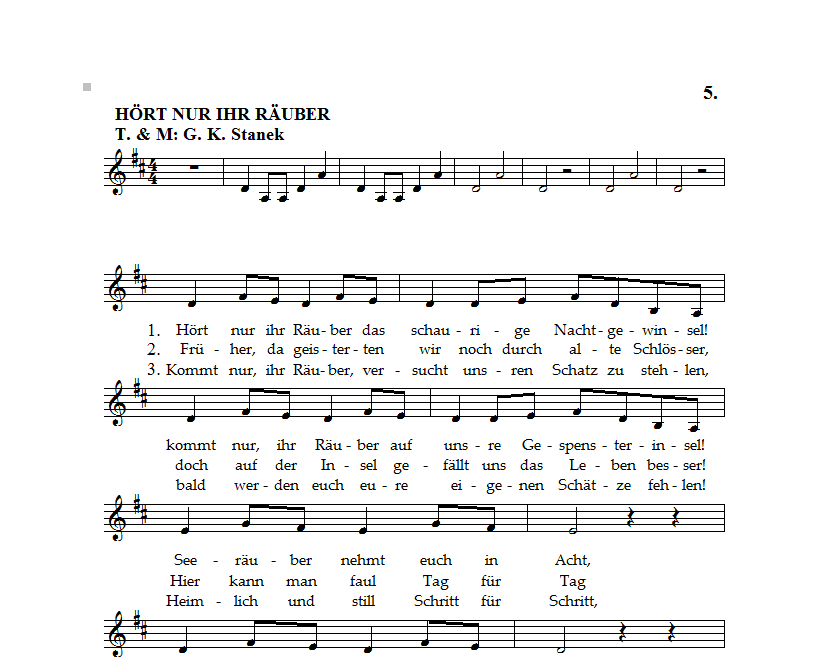 5.
HÖRT NUR IHR RÄUBER
T. & M: G. K. Stanek
4
4
1. Hört nur ihr Räu - ber das schau - ri - ge Nacht - ge - win - sel!
2. Frü - her, da geis - ter - ten wir noch durch al - te Schlös - ser,
3. Kommt nur, ihr Räu - ber, ver - sucht uns - ren Schatz zu steh - len,
kommt nur, ihr Räu - ber auf uns - re Ge - spens - ter - in - sel!
doch auf der In - sel ge - fällt uns das Le - ben bes - ser!
bald wer - den euch eu - re ei - ge - nen Schät - ze feh - len!
See - räu - ber nehmt euch in Acht,
Hier kann man faul Tag für Tag
Heim - lich und still Schritt für Schritt,